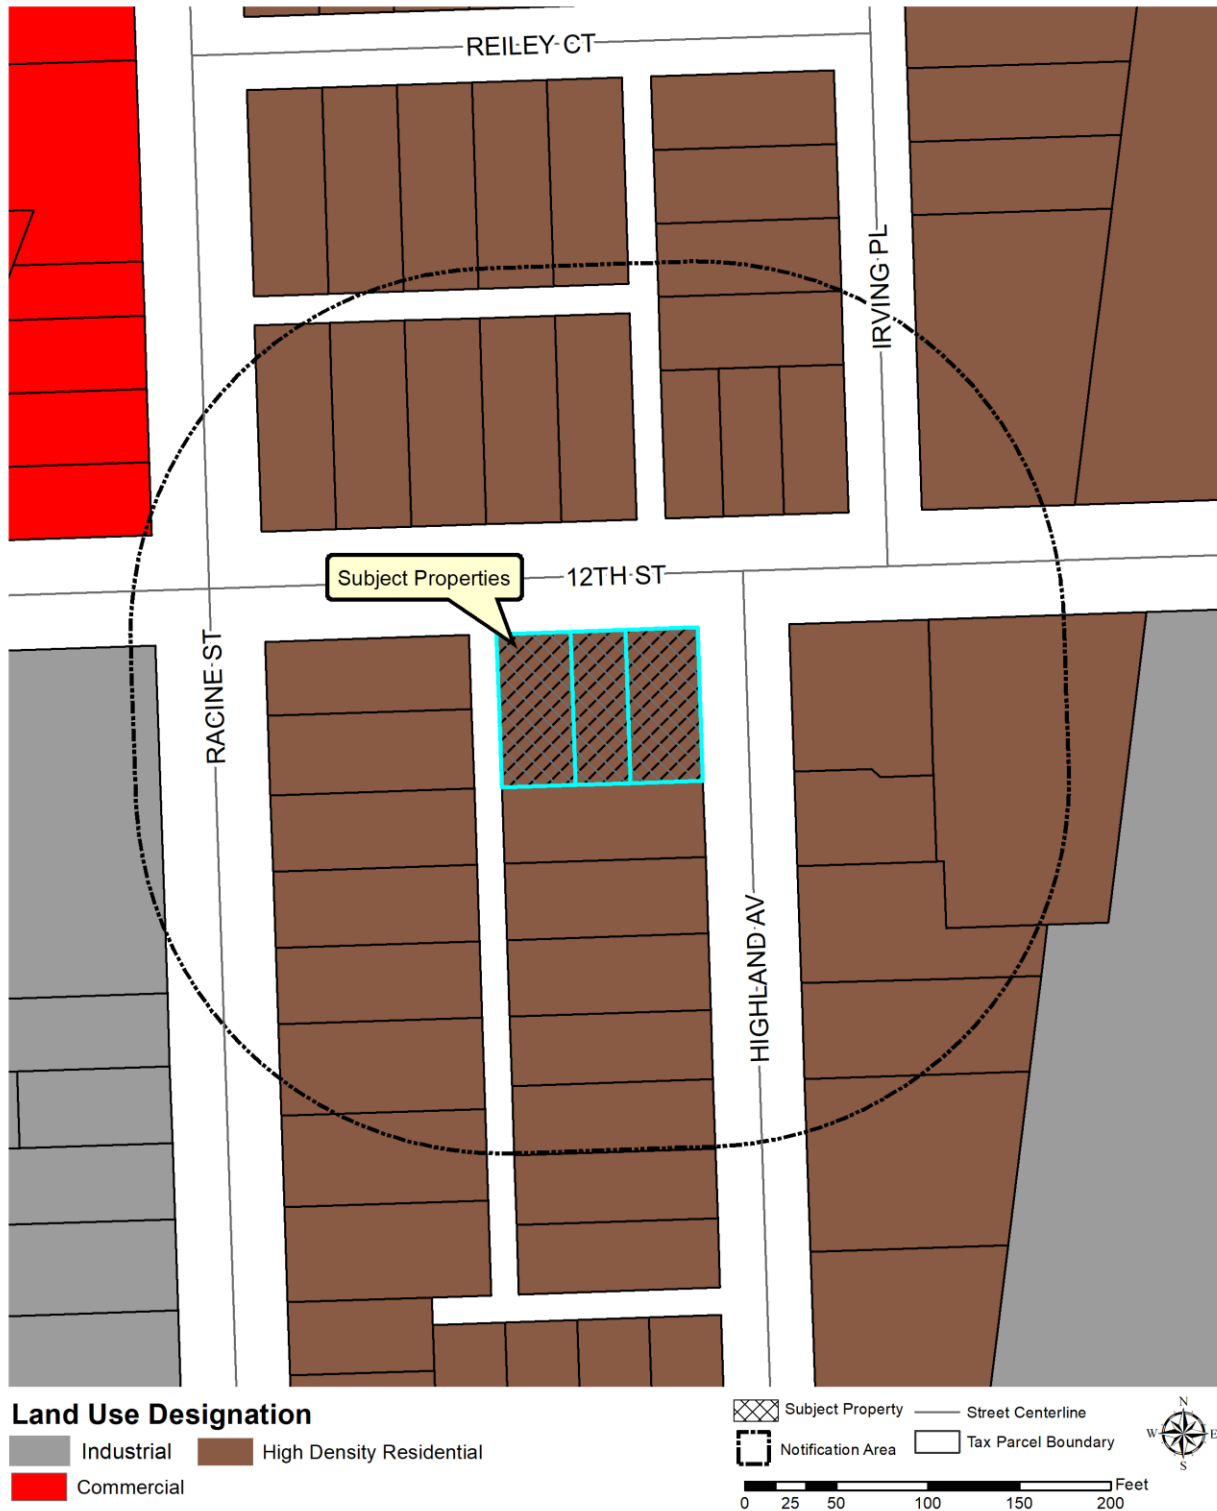 REILEY CT
IRVING PL
Subject Properties
12TH ST
RACINE ST
HIGHLAND AV
Land Use Designation
Industrial
High Density Residential
Commercial
Subject Property
Street Centerline
Notification Area
Tax Parcel Boundary
N
W
E
S
Feet
0 25 50 100 150 200